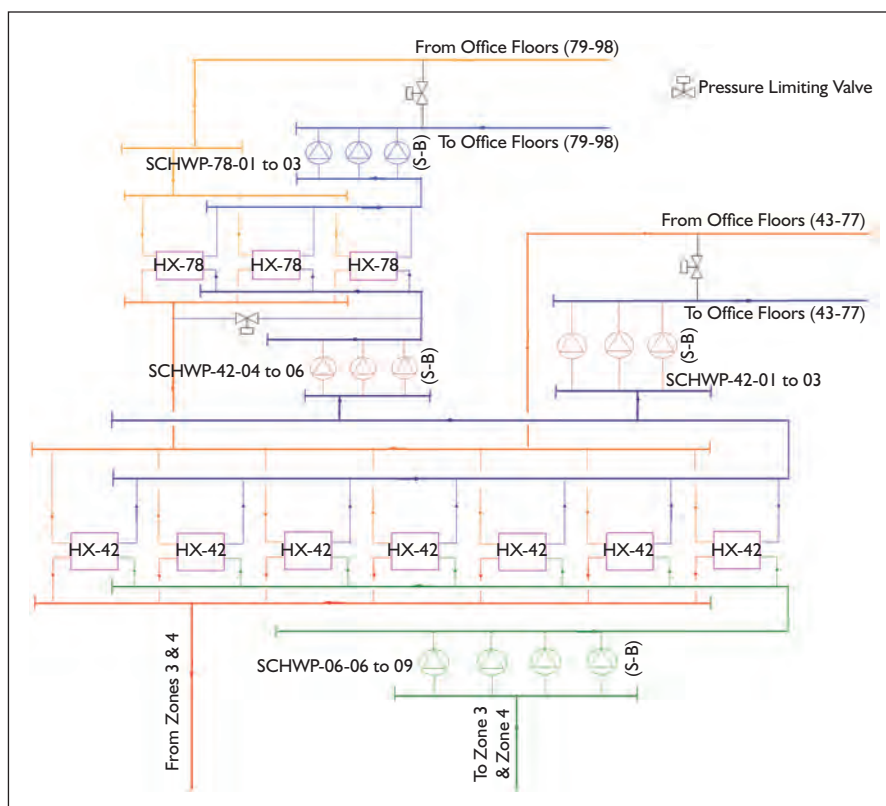 From Office Floors (79-98)
Pressure Limiting Valve
To Office Floors (79-98)
(S-B)
SCHWP-78-01 to 03
From Office Floors (43-77)
HX-78 HX-78 HX-78
To Office Floors (43-77)
(S-B)
(S-B)
SCHWP-42-04 to 06
SCHWP-42-01 to 03
HX-42 HX-42 HX-42 HX-42 HX-42 HX-42 HX-42
From Zones 3 & 4
SCHWP-06-06 to 09
(S-B)
To Zone 3
& Zone 4